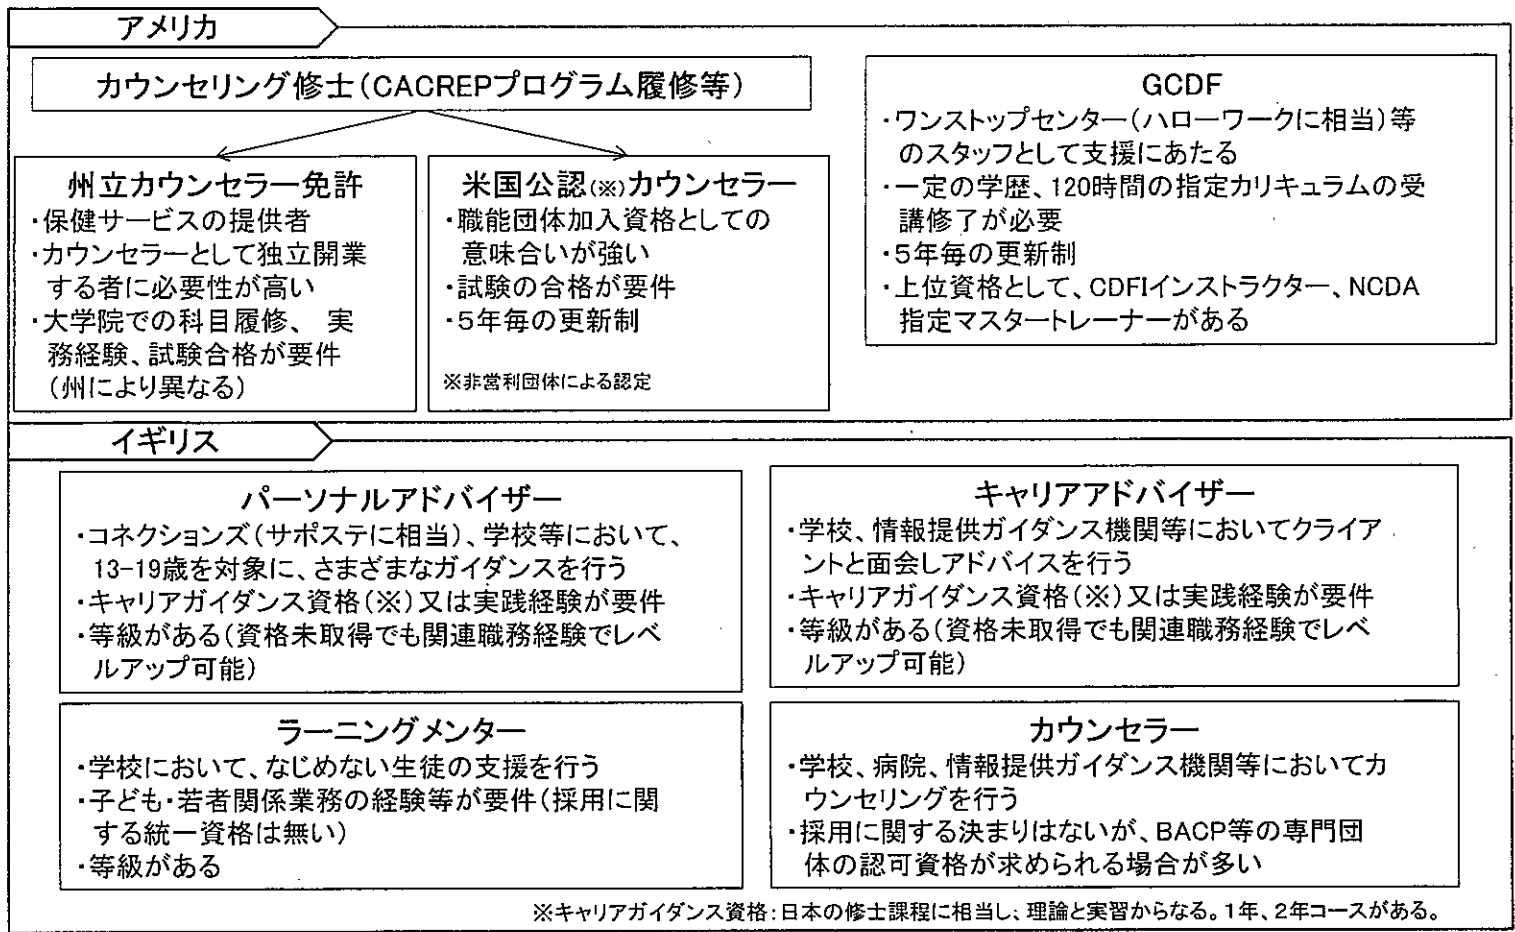 アメリカ
カウンセリング修士(CACREPプログラム履修等)
州立カウンセラー免許
・保健サービスの提供者
・カウンセラーとして独立開業
する者に必要性が高い
・大学院での科目履修、 実
務経験、試験合格が要件
(州により異なる)
米国公認(※)カウンセラー
・職能団体加入資格としての
意味合いが強い
・試験の合格が要件
・5年毎の更新制
※非営利団体による認定
GCDF
・ワンストップセンター(ハローワークに相当)等
のスタッフとして支援にあたる
・一定の学歴、120時間の指定カリキュラムの受
講修了が必要
・5年毎の更新制
・上位資格として、CDFIインストラクター、NCDA
指定マスタートレーナーがある
イギリス
パーソナルアドバイザー
・コネクションズ(サポステに相当)、学校等において、
13-19歳を対象に、さまざまなガイダンスを行う
・キャリアガイダンス資格(※)又は実践経験が要件
・等級がある(資格未取得でも関連職務経験でレベ
ルアップ可能)
キャリアアドバイザー
・学校、情報提供ガイダンス機関等においてクライア
ントと面会しアドバイスを行う
・キャリアガイダンス資格(※)又は実践経験が要件
・等級がある(資格未取得でも関連職務経験でレベ
ルアップ可能)
ラーニングメンター
・学校において、なじめない生徒の支援を行う
・子ども・若者関係業務の経験等が要件(採用に関
する統一資格は無い)
・等級がある
カウンセラー
・学校、病院、情報提供ガイダンス機関等においてカ
ウンセリングを行う
・採用に関する決まりはないが、BACP等の専門団
体の認可資格が求められる場合が多い
※キャリアガイダンス資格:日本の修士課程に相当し、理論と実習からなる。1年、2年コースがある。